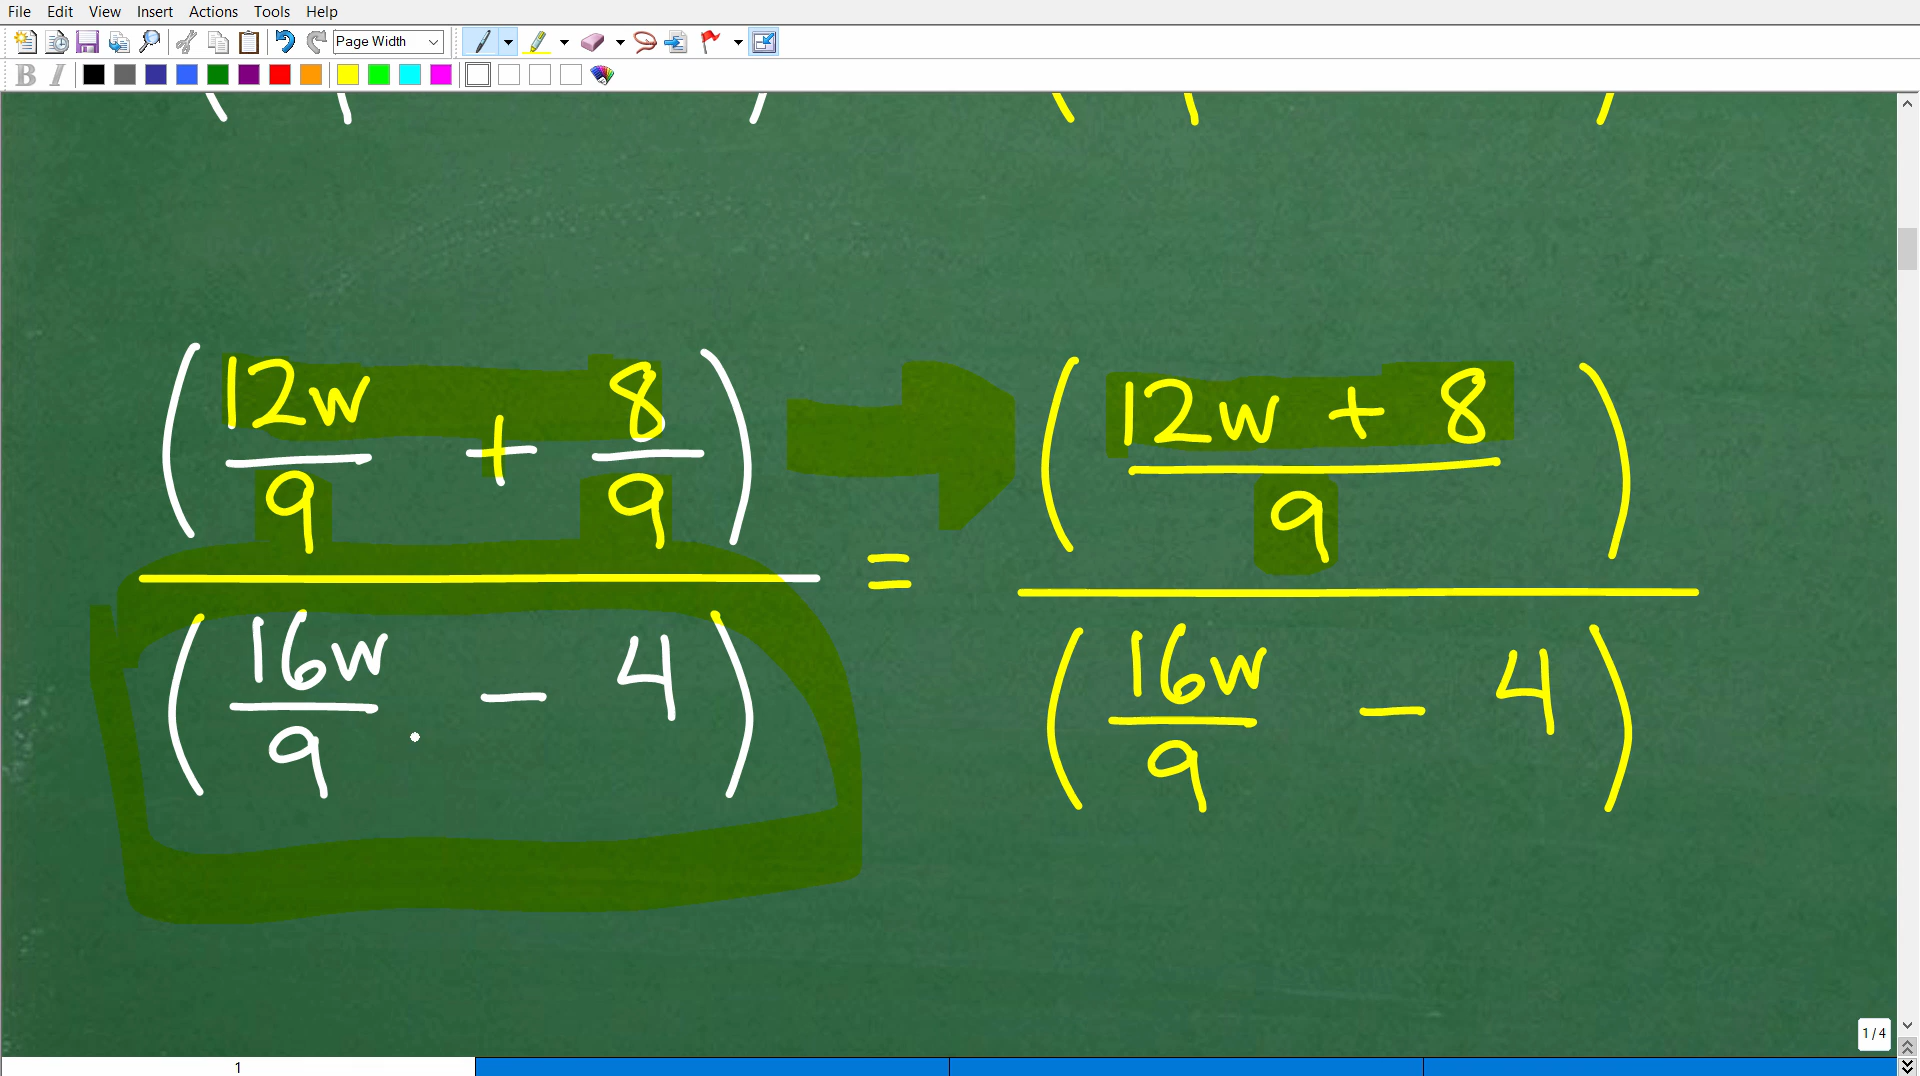 File Edit View Insert Actions Tools Help
Page Width
B I
( 12w/9 + 8/9 ) ( 12w + 8 / 9 )
=
( 16w/9 - 4 ) ( 16w/9 - 4 )
1 / 4
1